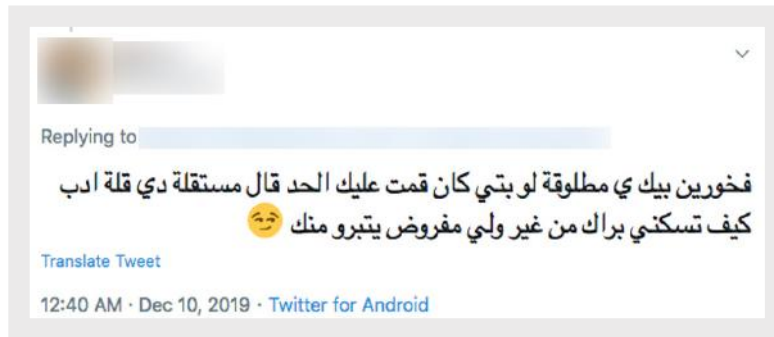 Replying to
فخورين بيك ي مطلوقة لو بتي كان قمت عليك الحد قال مستقلة دي قلة ادب
كيف تسكني براك من غير ولي مفروض يتبرو منك 😏
Translate Tweet
12:40 AM · Dec 10, 2019 · Twitter for Android